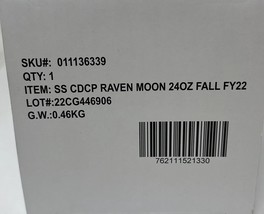 SKU#: 011136339
QTY: 1
ITEM: SS CDCP RAVEN MOON 24OZ FALL FY22
LOT#:22CG446906
G.W.:0.46KG
762111521330